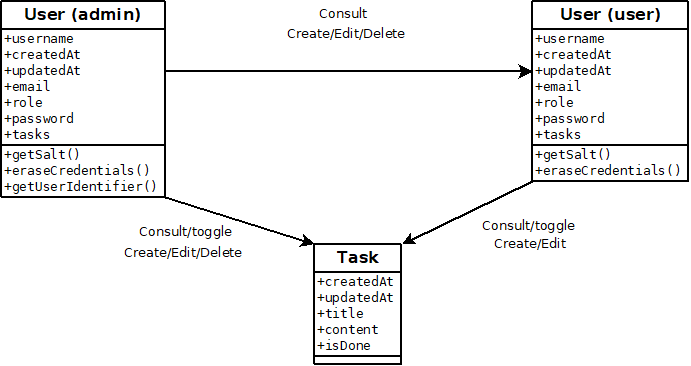 User (admin)
+username
+createdAt
+updatedAt
+email
+role
+password
+tasks
+getSalt()
+eraseCredentials()
+getUserIdentifier()
Consult
Create/Edit/Delete
User (user)
+username
+createdAt
+updatedAt
+email
+role
+password
+tasks
+getSalt()
+eraseCredentials()
Consult/toggle
Create/Edit/Delete
Consult/toggle
Create/Edit
Task
+createdAt
+updatedAt
+title
+content
+isDone